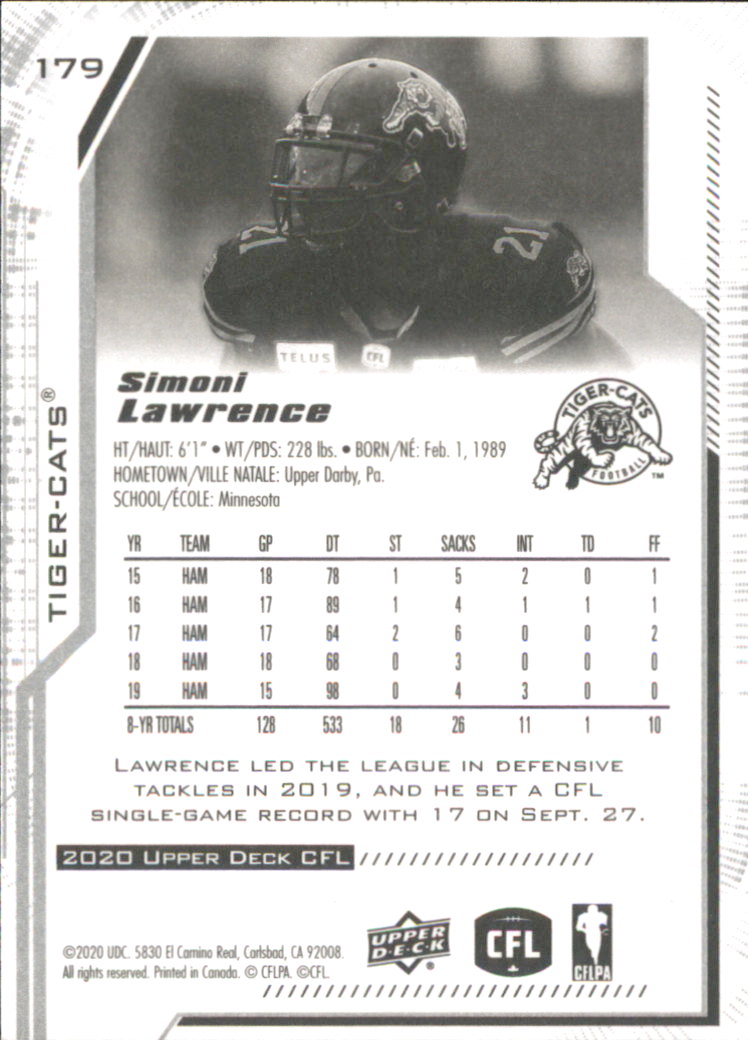 179
21
21
TELUS
CFL
Simoni
Lawrence
TIGER-CATS
FOOTBALL
TM
HT/HAUT: 6'1" • WT/PDS: 228 lbs. • BORN/NÉ: Feb. 1, 1989
HOMETOWN/VILLE NATALE: Upper Darby, Pa.
SCHOOL/ÉCOLE: Minnesota
TIGER-CATS®
YR TEAM GP DT ST SACKS INT TD FF
15 HAM 18 78 1 5 2 0 1
16 HAM 17 89 1 4 1 1 1
17 HAM 17 64 2 6 0 0 2
18 HAM 18 68 0 3 0 0 0
19 HAM 15 98 0 4 3 0 0
8-YR TOTALS 128 533 18 26 11 1 10
LAWRENCE LED THE LEAGUE IN DEFENSIVE
TACKLES IN 2019, AND HE SET A CFL
SINGLE-GAME RECORD WITH 17 ON SEPT. 27.
2020 UPPER DECK CFL
©2020 UDC. 5830 El Camino Real, Carlsbad, CA 92008.
All rights reserved. Printed in Canada. © CFLPA. ©CFL.
UPPER
D·E·C·K
®
CFL
CFLPA